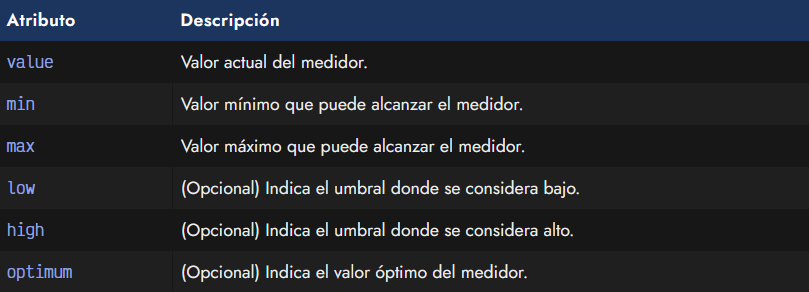 Atributo Descripción
value Valor actual del medidor.
min Valor mínimo que puede alcanzar el medidor.
max Valor máximo que puede alcanzar el medidor.
low (Opcional) Indica el umbral donde se considera bajo.
high (Opcional) Indica el umbral donde se considera alto.
optimum (Opcional) Indica el valor óptimo del medidor.